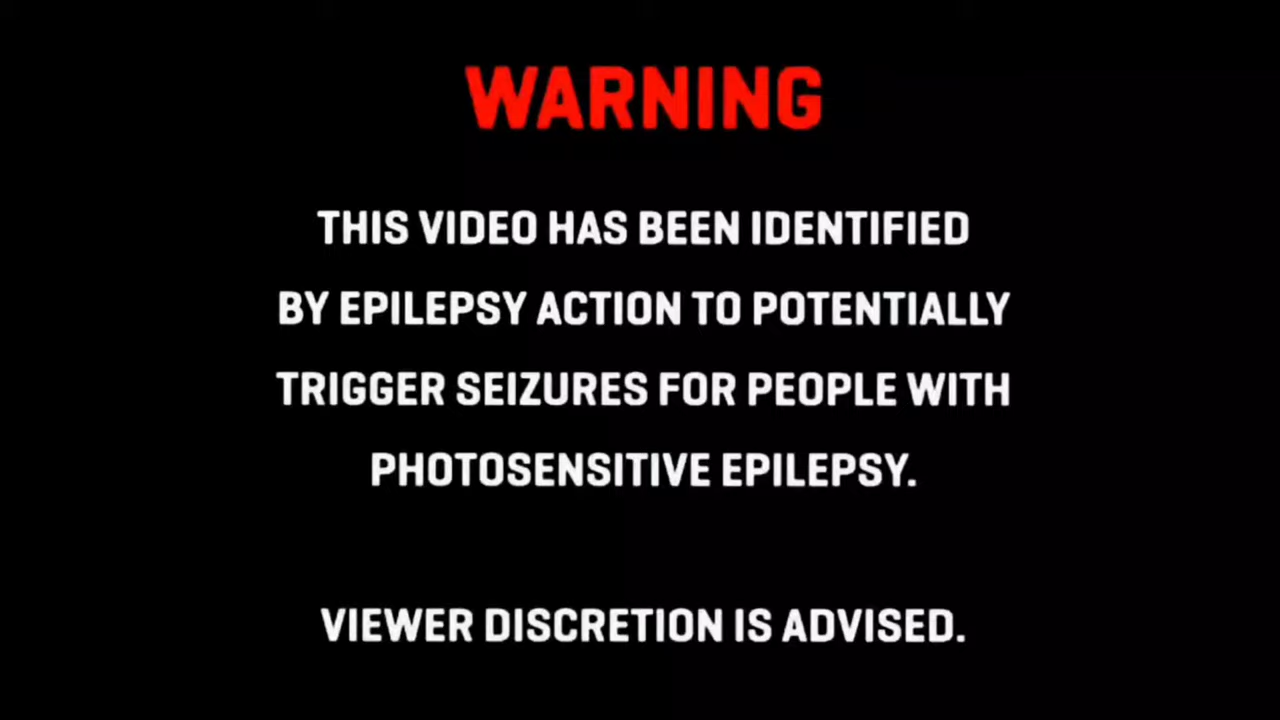 WARNING
THIS VIDEO HAS BEEN IDENTIFIED
BY EPILEPSY ACTION TO POTENTIALLY
TRIGGER SEIZURES FOR PEOPLE WITH
PHOTOSENSITIVE EPILEPSY.
VIEWER DISCRETION IS ADVISED.